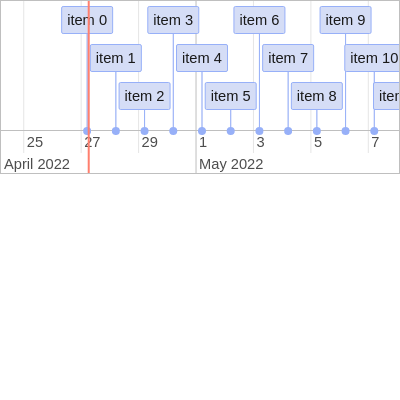 item 0 item 3 item 6 item 9
item 1 item 4 item 7 item 10
item 2 item 5 item 8
25 27 29 1 3 5 7
April 2022 May 2022